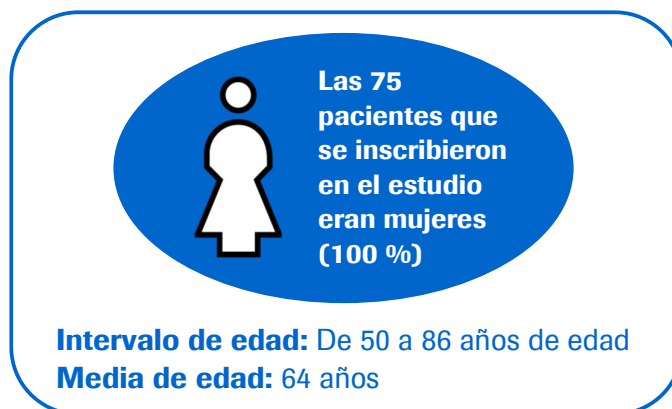 Las 75
pacientes que
se inscribieron
en el estudio
eran mujeres
(100 %)
Intervalo de edad: De 50 a 86 años de edad
Media de edad: 64 años